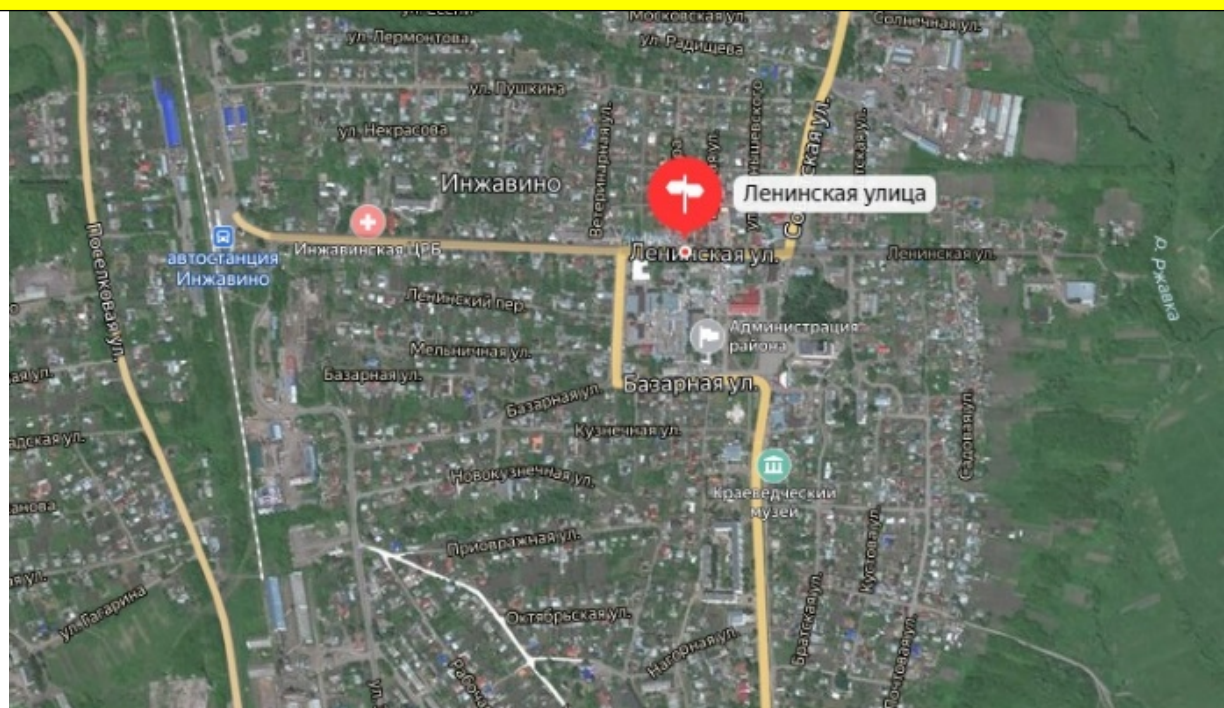 Московская ул.
Солнечная ул.
ул. Лермонтова
ул. Радищева
ул. Пушкина
ул. Некрасова
Ветеринарная ул.
Инжавино
Ленинская улица
Инжавинская ЦРБ
Ленинская ул.
Ленинская ул.
автостанция
Инжавино
р. Ржавка
Поселковая ул.
Ленинский пер.
Администрация
района
Мельничная ул.
Базарная ул.
Базарная ул.
Базарная ул.
Садовая ул.
Кузнечная ул.
Новокузнечная ул.
Краеведческий
музей
Приовражная ул.
Кустовая ул.
ул. Гагарина
Октябрьская ул.
Братская ул.
Нагорная ул.
Почтовая ул.